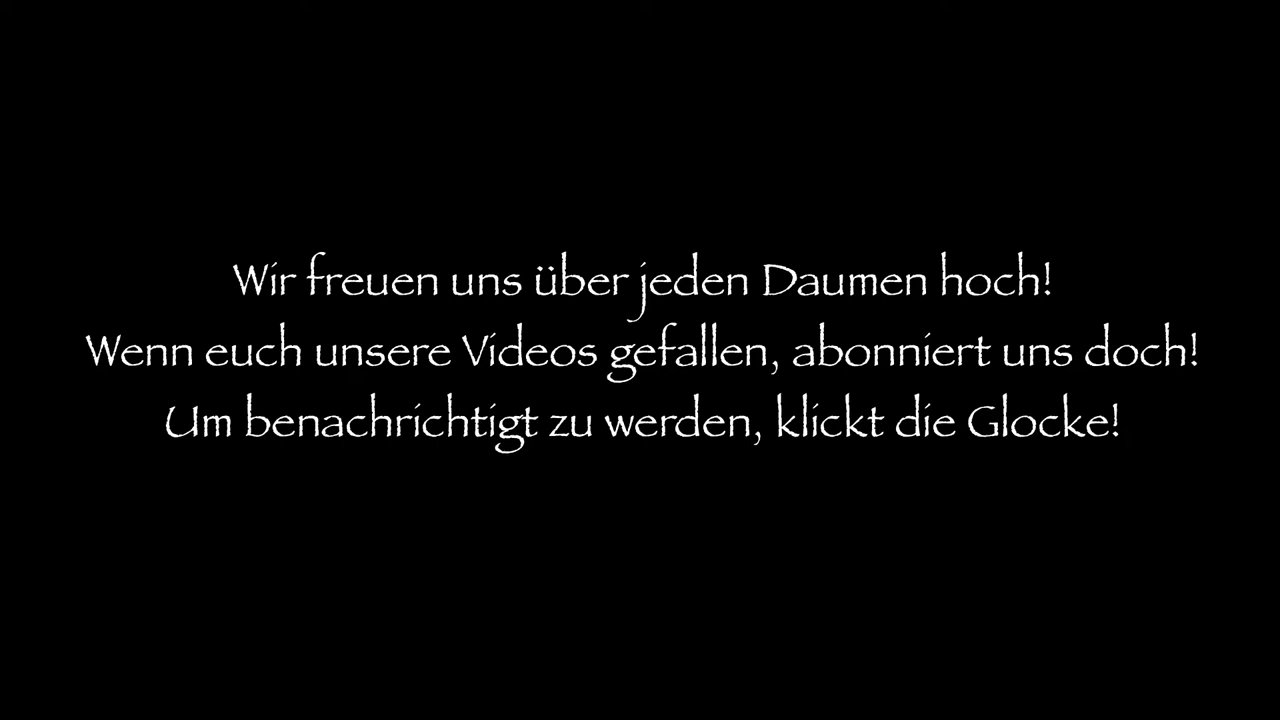 Wir freuen uns über jeden Daumen hoch!
Wenn euch unsere Videos gefallen, abonniert uns doch!
Um benachrichtigt zu werden, klickt die Glocke!